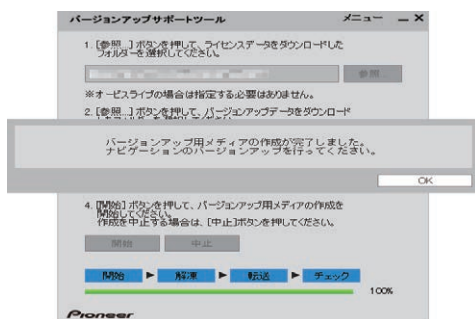 バージョンアップサポートツール
メニュー
1. [参照...]ボタンを押して、ライセンスデータをダウンロードした
フォルダーを選択してください。
参照...
※オービスライブの場合は指定する必要はありません。
2. [参照...]ボタンを押して、バージョンアップデータをダウンロード
バージョンアップ用メディアの作成が完了しました。
ナビゲーションのバージョンアップを行ってください。
OK
4. [開始]ボタンを押して、バージョンアップ用メディアの作成を
開始してください。
作成を中止する場合は、[中止]ボタンを押してください。
開始
中止
開始 ▶ 解凍 ▶ 転送 ▶ チェック
100%
Pioneer